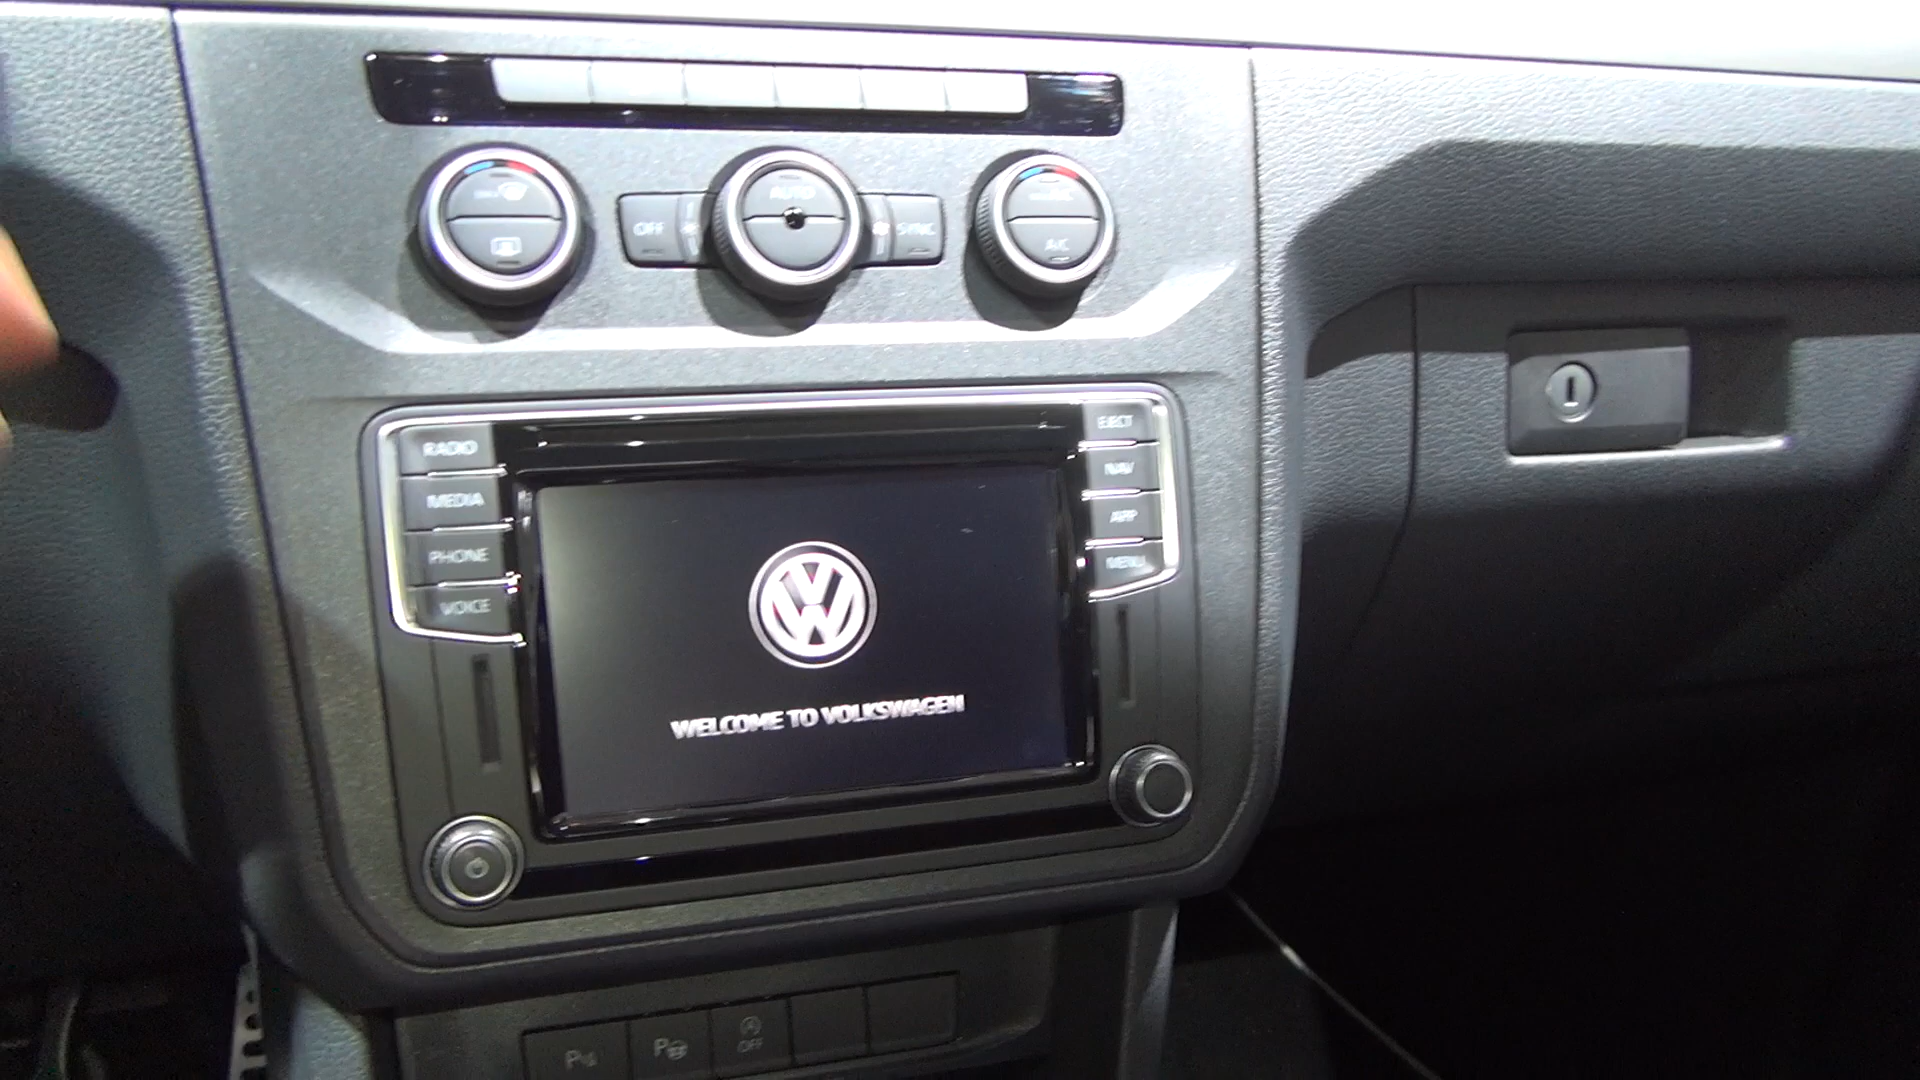 AUTO
OFF
SYNC
A/C
RADIO
MEDIA
PHONE
VOICE
EJECT
NAV
APP
MENU
WELCOME TO VOLKSWAGEN
P
P
OFF